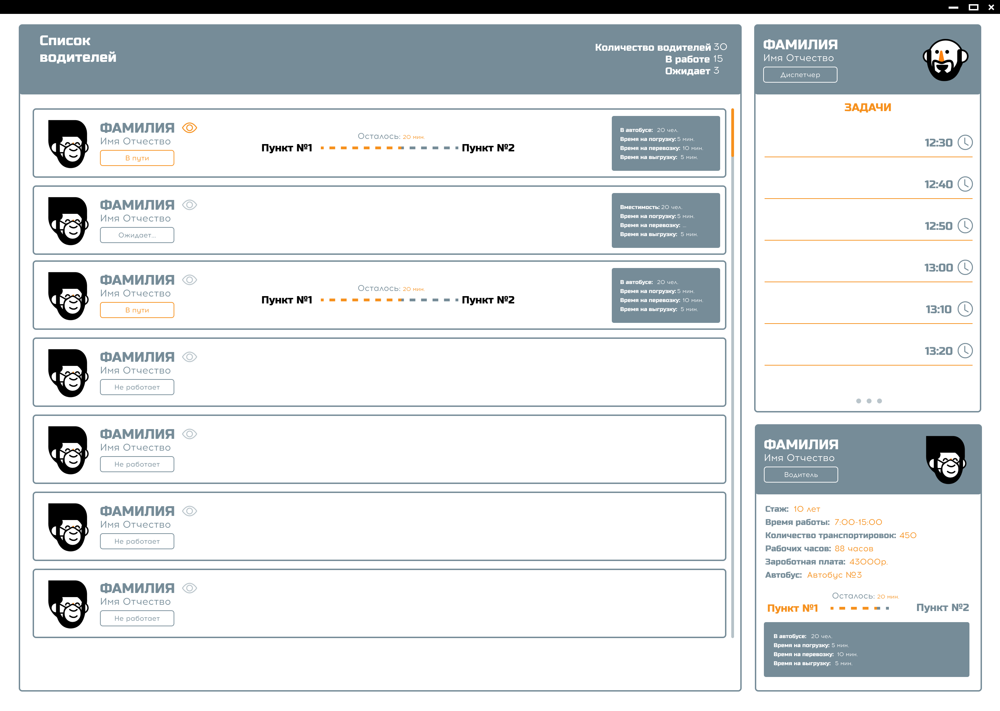 Список
водителей
Количество водителей 30
В работе 15
Ожидает 3
ФАМИЛИЯ
Имя Отчество
В пути
Осталось: 20 мин.
Пункт №1 Пункт №2
В автобусе: 20 чел.
Время на погрузку: 5 мин.
Время на перевозку: 10 мин.
Время на выгрузку: 5 мин.
ФАМИЛИЯ
Имя Отчество
Ожидает...
Вместимость: 20 чел.
Время на погрузку: 5 мин.
Время на перевозку: ...
Время на выгрузку: 5 мин.
ФАМИЛИЯ
Имя Отчество
В пути
Осталось: 20 мин.
Пункт №1 Пункт №2
В автобусе: 20 чел.
Время на погрузку: 5 мин.
Время на перевозку: 10 мин.
Время на выгрузку: 5 мин.
ФАМИЛИЯ
Имя Отчество
Не работает
ФАМИЛИЯ
Имя Отчество
Не работает
ФАМИЛИЯ
Имя Отчество
Не работает
ФАМИЛИЯ
Имя Отчество
Не работает
ФАМИЛИЯ
Имя Отчество
Диспетчер
ЗАДАЧИ
12:30
12:40
12:50
13:00
13:10
13:20
ФАМИЛИЯ
Имя Отчество
Водитель
Стаж: 10 лет
Время работы: 7:00-15:00
Количество транспортировок: 450
Рабочих часов: 88 часов
Зароботная плата: 43000р.
Автобус: Автобус №3
Осталось: 20 мин.
Пункт №1 Пункт №2
В автобусе: 20 чел.
Время на погрузку: 5 мин.
Время на перевозку: 10 мин.
Время на выгрузку: 5 мин.